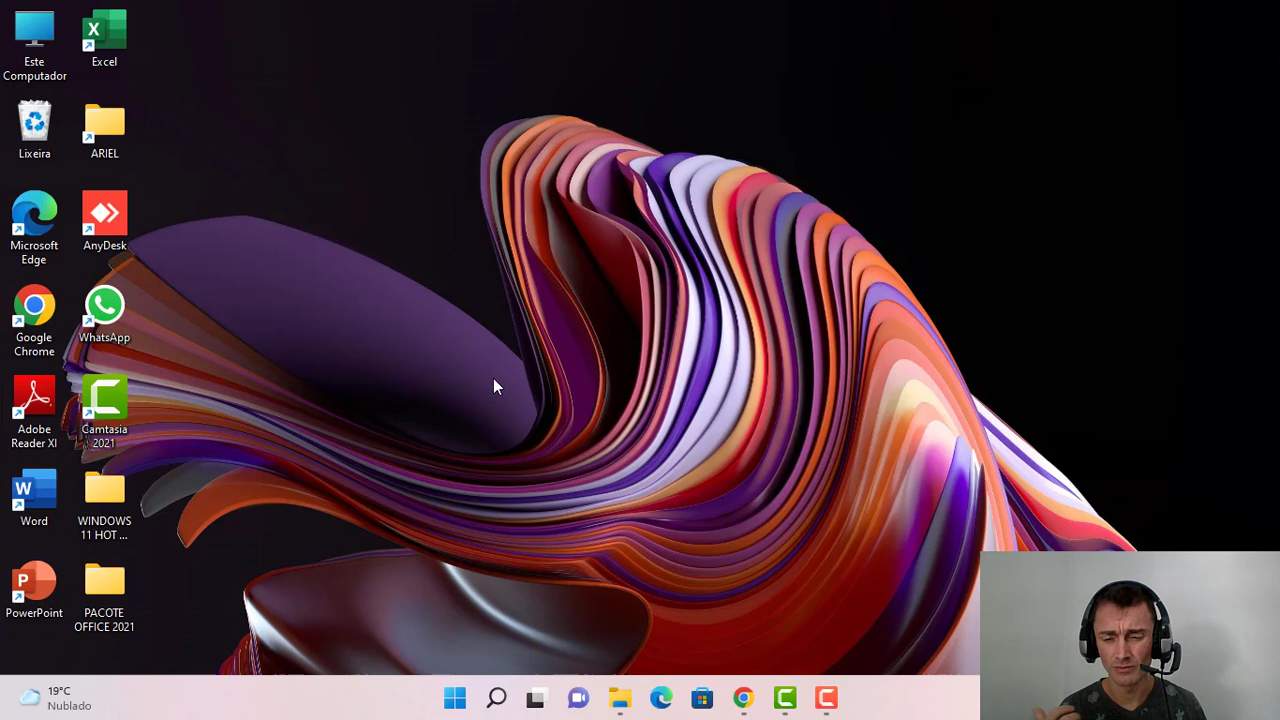 Este
Computador
Excel
Lixeira
ARIEL
Microsoft
Edge
AnyDesk
Google
Chrome
WhatsApp
Adobe
Reader XI
Camtasia
2021
Word
WINDOWS
11 HOT ...
PowerPoint
PACOTE
OFFICE 2021
19°C
Nublado